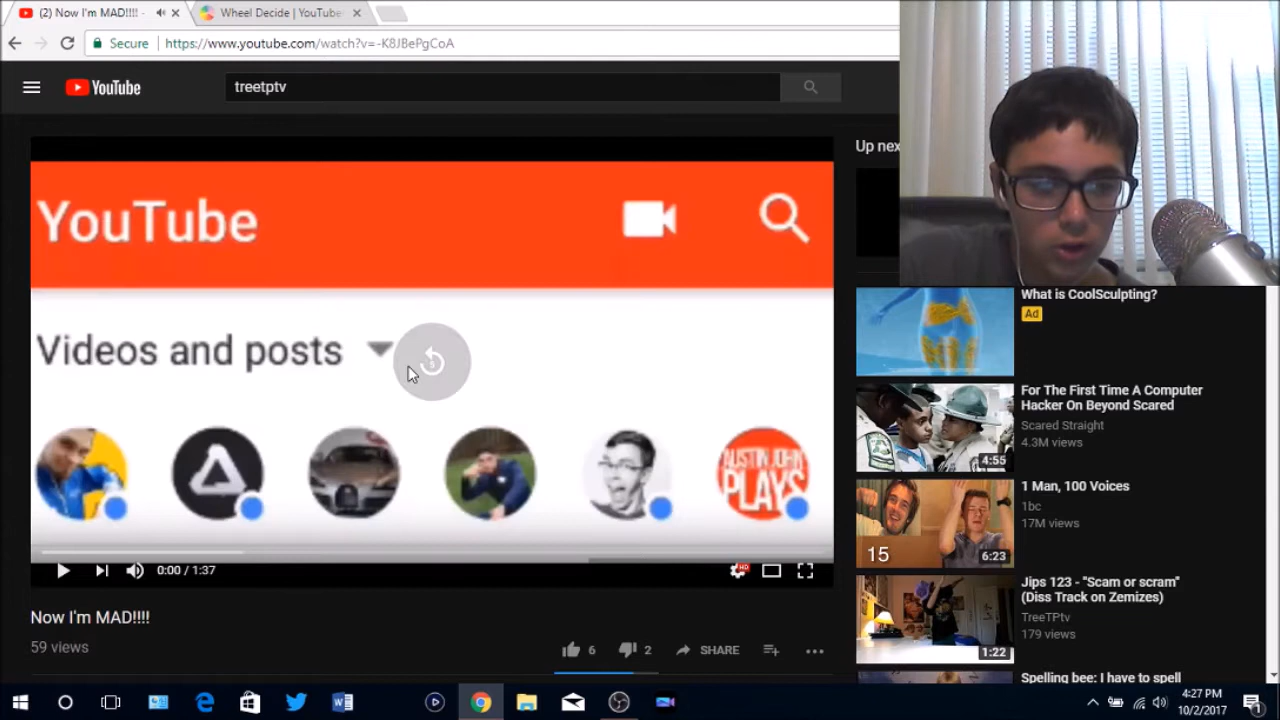 (2) Now I'm MAD!!!! -
Wheel Decide | YouTube
Secure https://www.youtube.com/watch?v=-K8JBePgCoA
YouTube
treetptv
Up nex
YouTube
Videos and posts
5
AUSTIN JOHN
PLAYS
0:00 / 1:37
HD
Now I'm MAD!!!!
59 views
6
2
SHARE
What is CoolSculpting?
Ad
For The First Time A Computer
Hacker On Beyond Scared
Scared Straight
4.3M views
4:55
1 Man, 100 Voices
1bc
17M views
15
6:23
Jips 123 - "Scam or scram"
(Diss Track on Zemizes)
TreeTPtv
179 views
1:22
Spelling bee: I have to spell
4:27 PM
10/2/2017
1